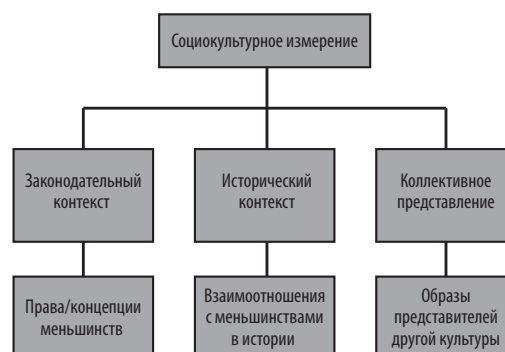 Социокультурное измерение
Законодательный
контекст
Исторический
контекст
Коллективное
представление
Права/концепции
меньшинств
Взаимоотношения
с меньшинствами
в истории
Образы
представителей
другой культуры